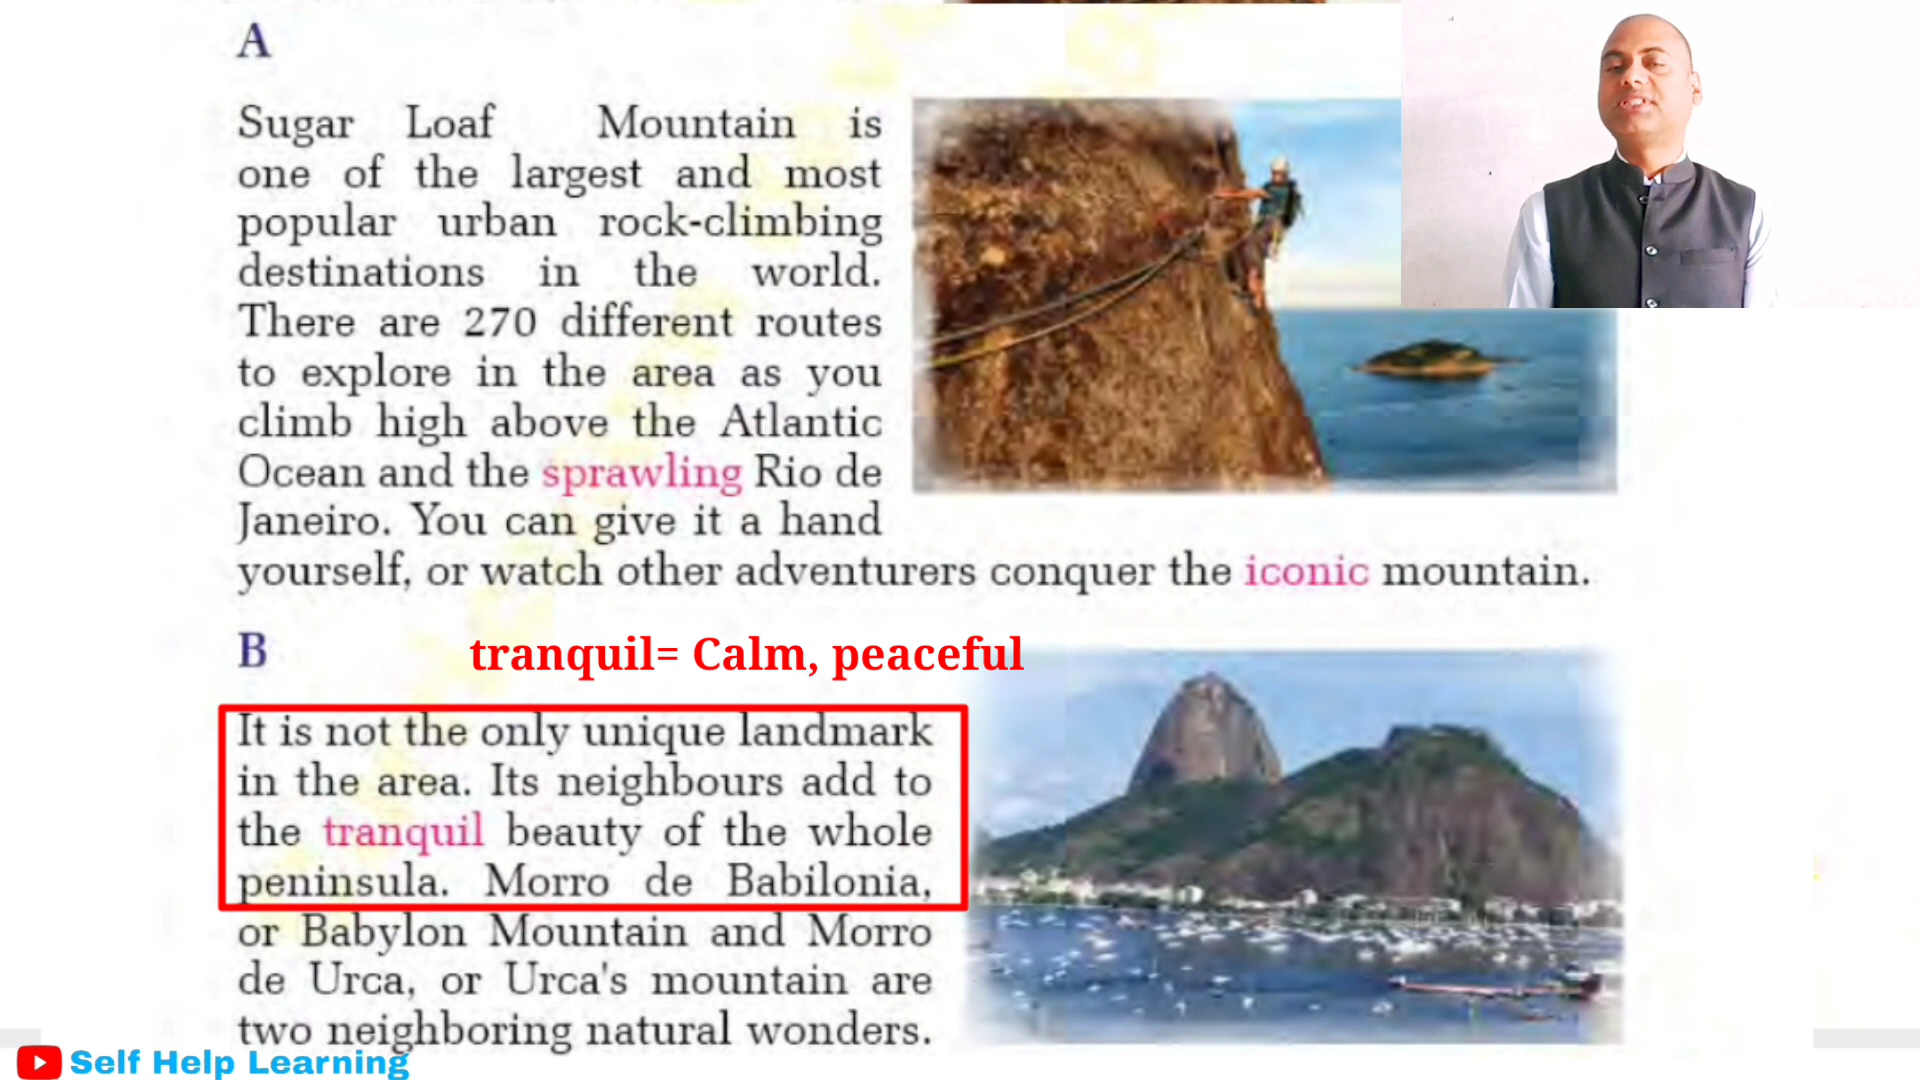 A
Sugar Loaf Mountain is
one of the largest and most
popular urban rock-climbing
destinations in the world.
There are 270 different routes
to explore in the area as you
climb high above the Atlantic
Ocean and the sprawling Rio de
Janeiro. You can give it a hand
yourself, or watch other adventurers conquer the iconic mountain.
B
tranquil= Calm, peaceful
It is not the only unique landmark
in the area. Its neighbours add to
the tranquil beauty of the whole
peninsula. Morro de Babilonia,
or Babylon Mountain and Morro
de Urca, or Urca's mountain are
two neighboring natural wonders.
Self Help Learning